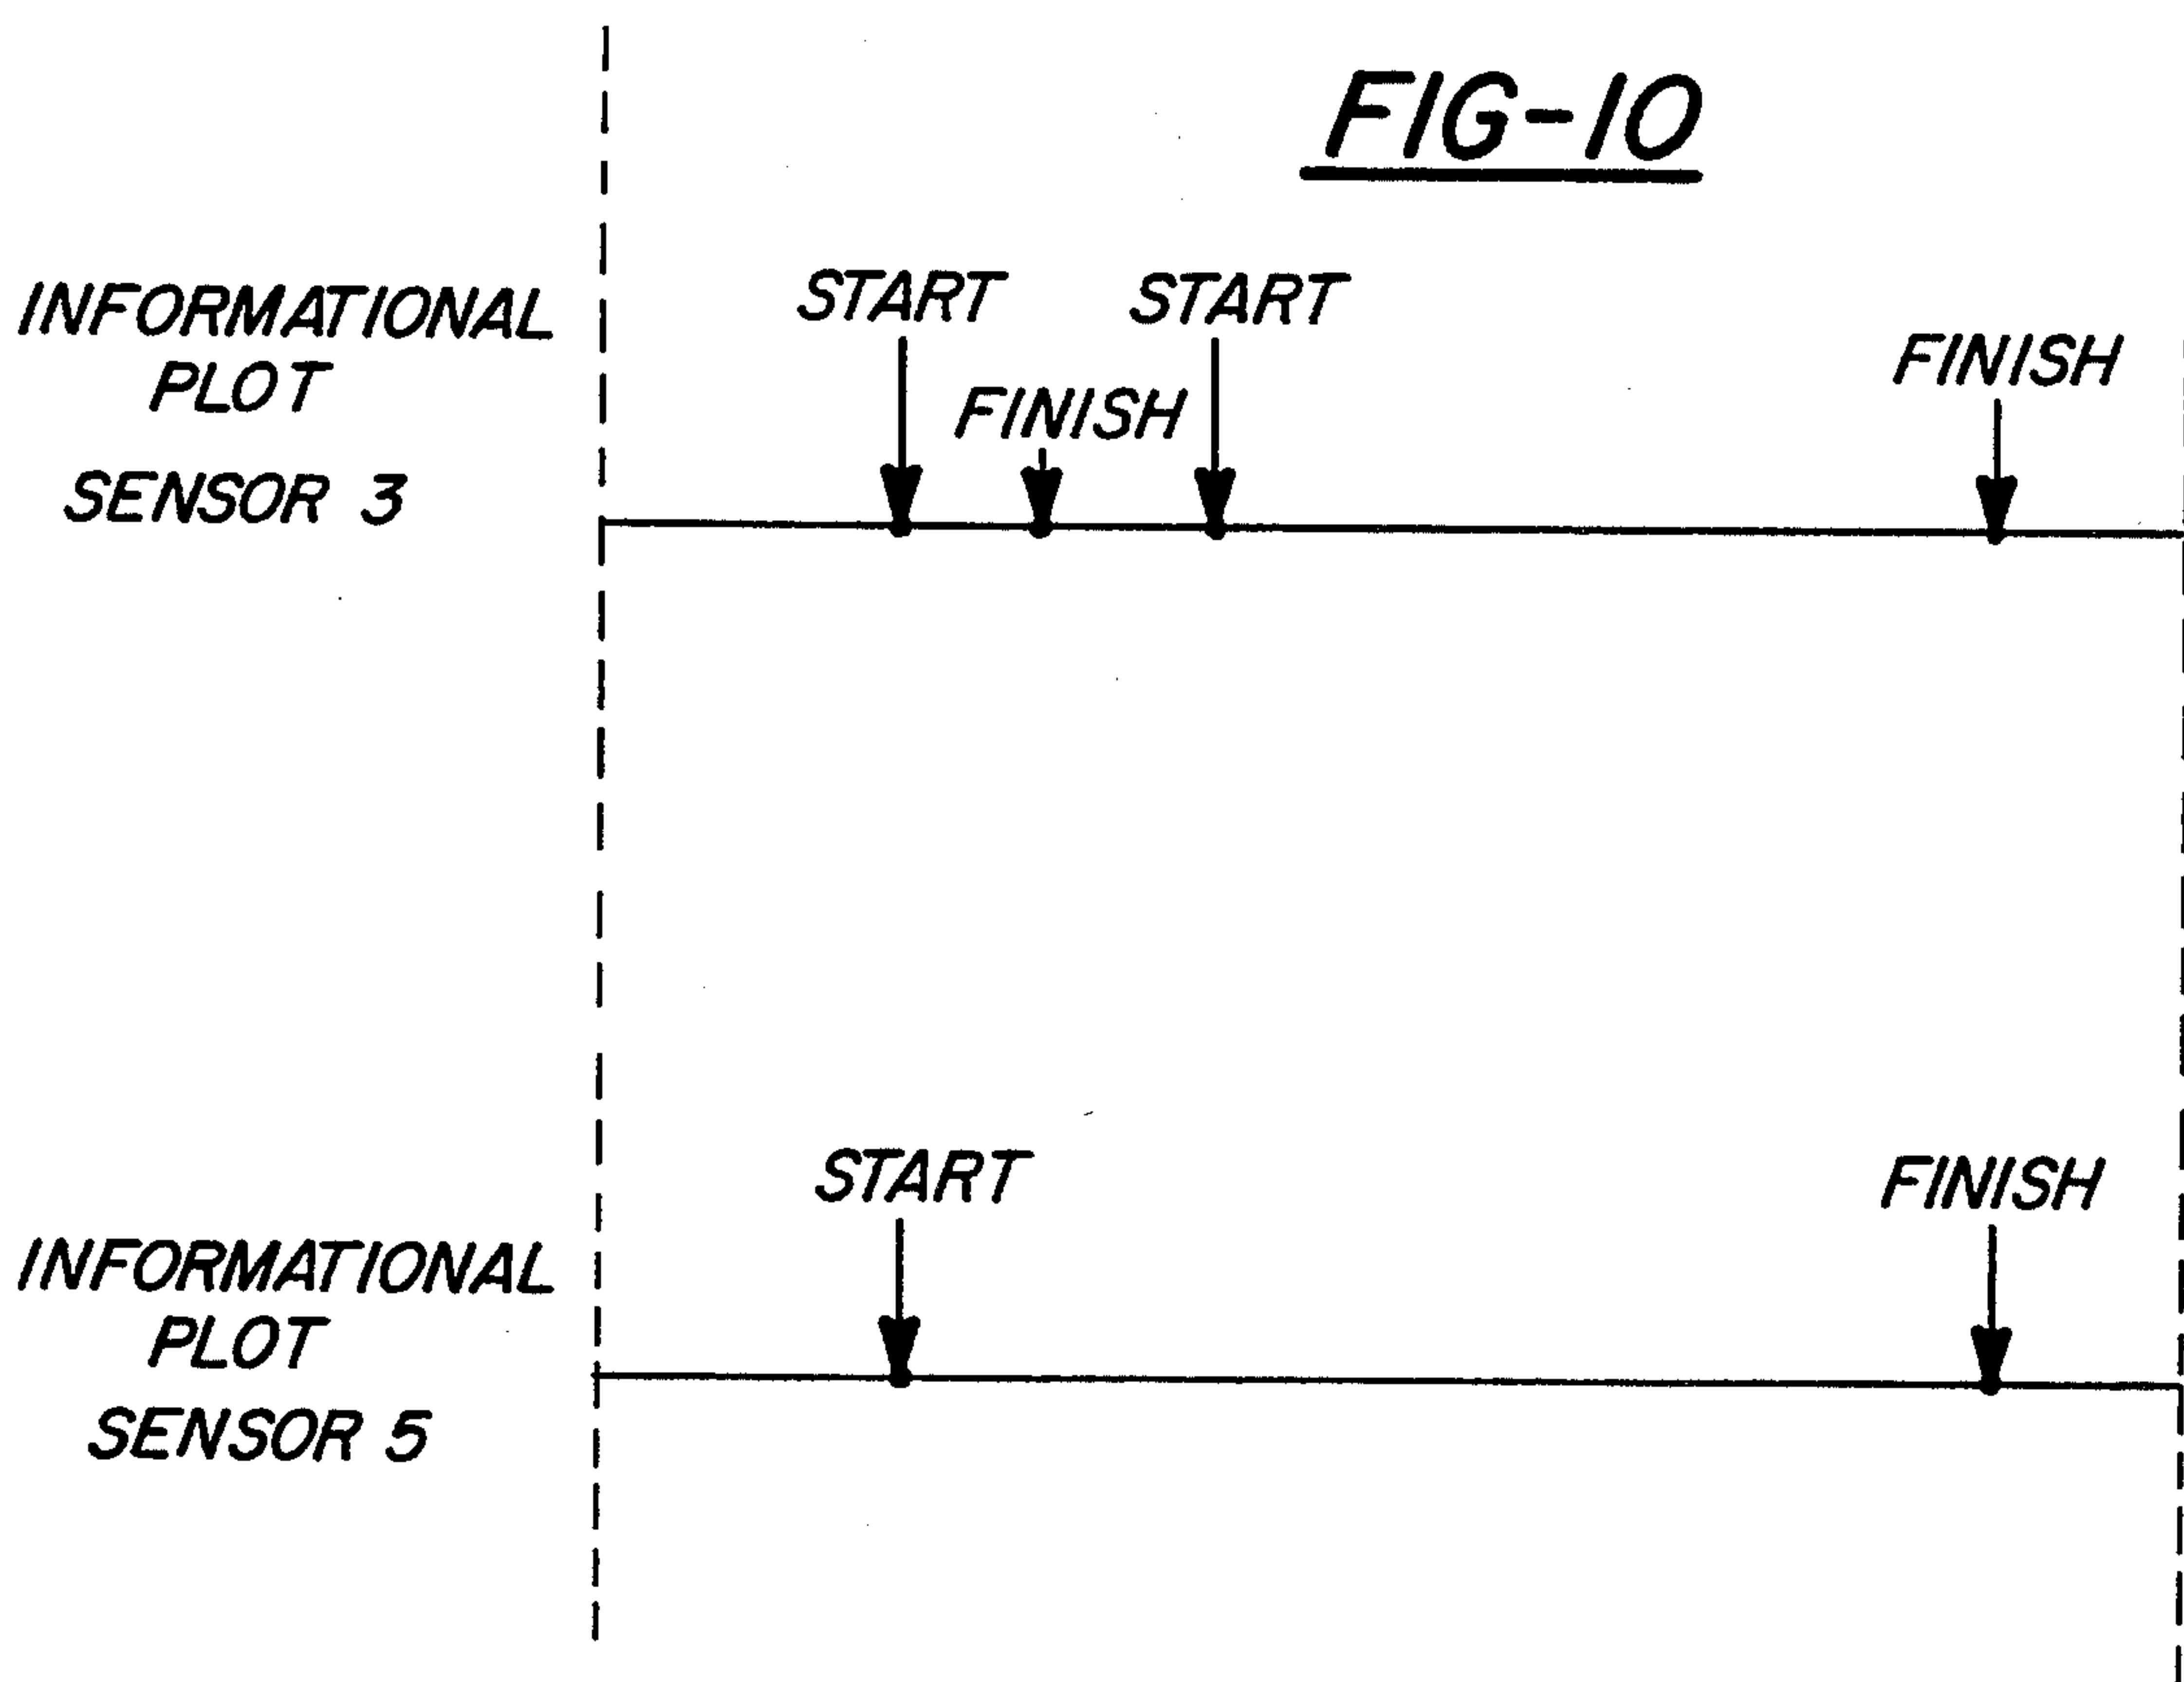 FIG-10
START
START
FINISH
FINISH
INFORMATIONAL
PLOT
SENSOR 3
START
FINISH
INFORMATIONAL
PLOT
SENSOR 5